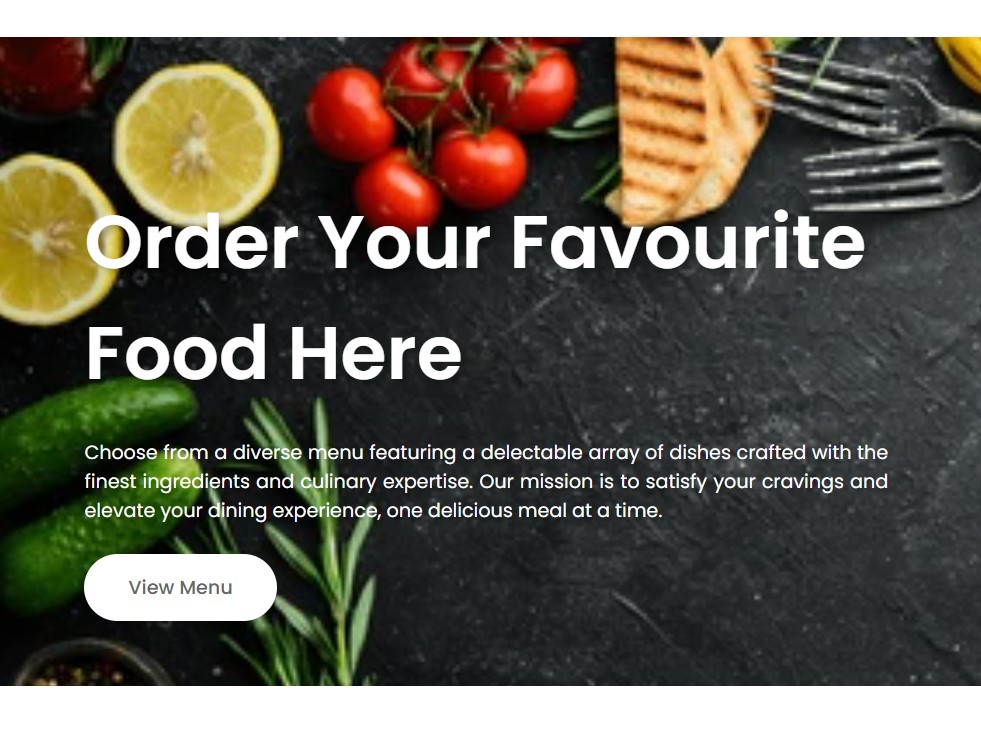 Order Your Favourite
Food Here
Choose from a diverse menu featuring a delectable array of dishes crafted with the
finest ingredients and culinary expertise. Our mission is to satisfy your cravings and
elevate your dining experience, one delicious meal at a time.
View Menu